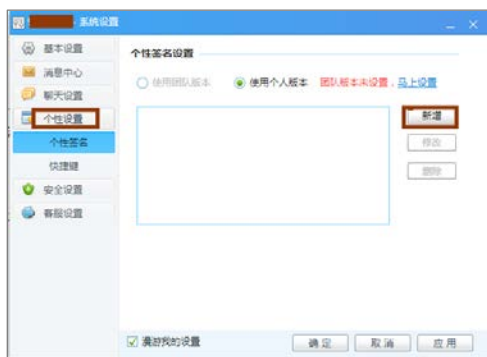 系统设置
基本设置
个性签名设置
消息中心
使用团队版本 使用个人版本 团队版本未设置，马上设置
聊天设置
个性设置
新增
个性签名
修改
快捷键
删除
安全设置
客服设置
漫游我的设置
确定 取消 应用